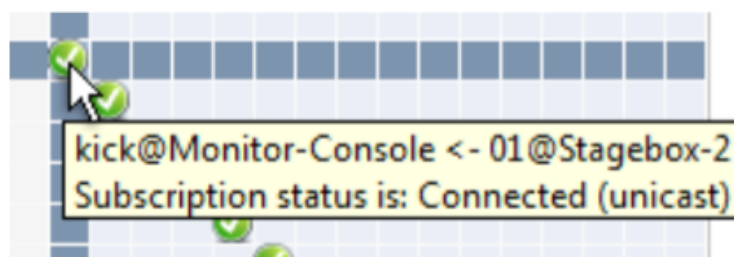 kick@Monitor-Console <- 01@Stagebox-2
Subscription status is: Connected (unicast)